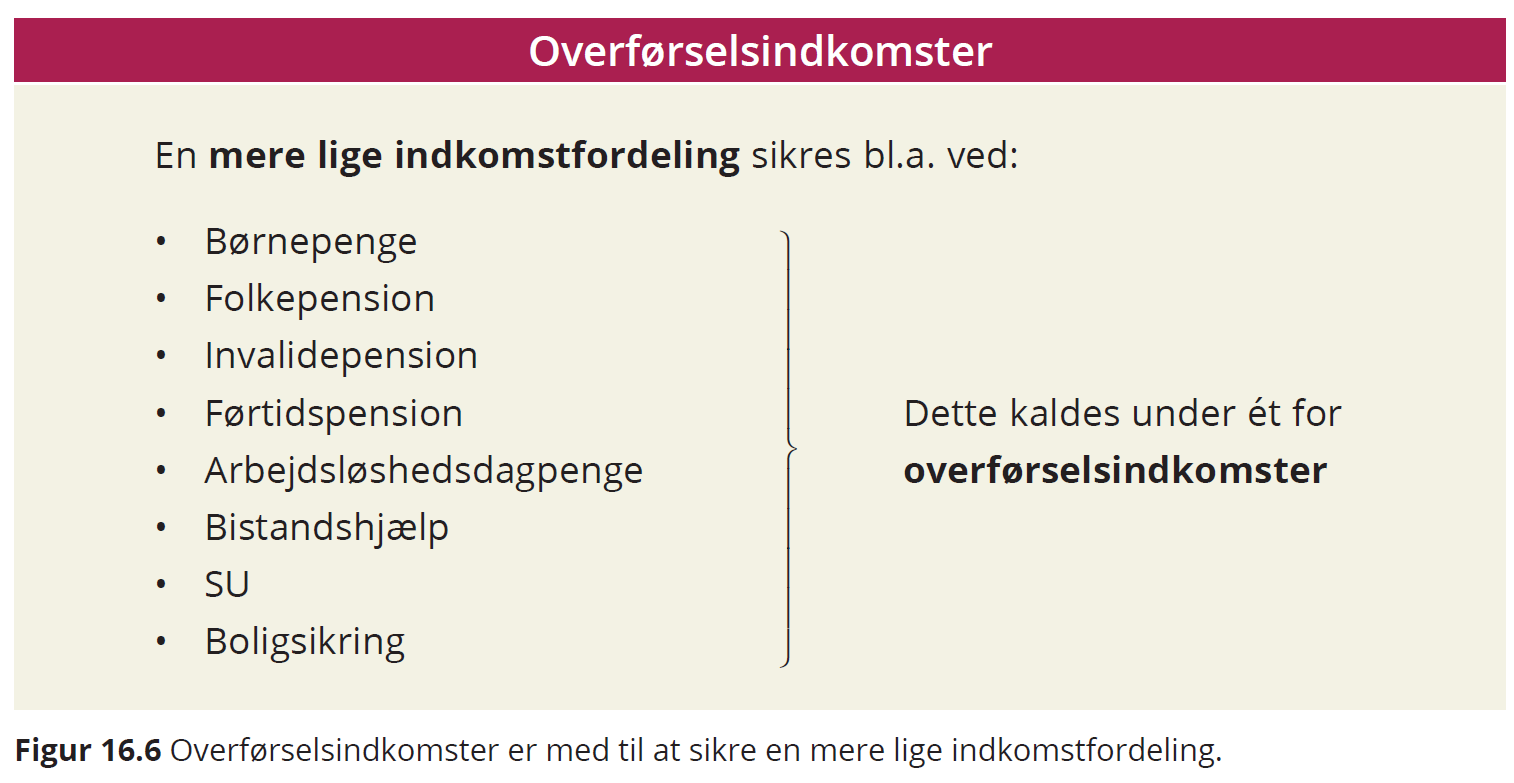 Overførselsindkomster
En mere lige indkomstfordeling sikres bl.a. ved:
• Børnepenge
• Folkepension
• Invalidepension
• Førtidspension
• Arbejdsløshedsdagpenge
• Bistandshjælp
• SU
• Boligsikring
Dette kaldes under ét for
overførselsindkomster
Figur 16.6 Overførselsindkomster er med til at sikre en mere lige indkomstfordeling.